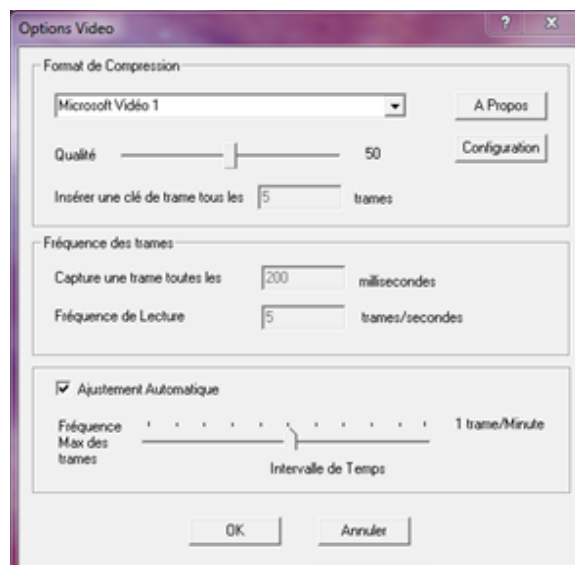 Options Video
Format de Compression
Microsoft Vidéo 1
A Propos
Qualité
50
Configuration
Insérer une clé de trame tous les 5 trames
Fréquence des trames
Capture une trame toutes les 200 millisecondes
Fréquence de Lecture 5 trames/secondes
Ajustement Automatique
Fréquence
Max des
trames
1 trame/Minute
Intervalle de Temps
OK
Annuler